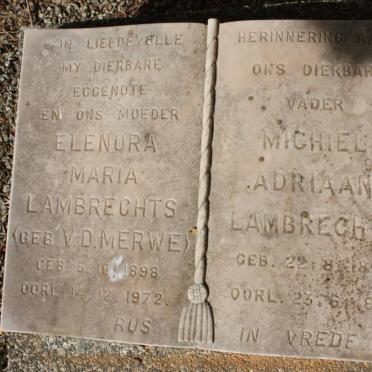 IN LIEFDEVOLLE
MY DIERBARE
EGGENOTE
EN ONS MOEDER
ELENORA
MARIA
LAMBRECHTS
(GEB. V.D. MERWE)
GEB. 5. 10. 1898
OORL. 14. 12. 1972.
RUS
HERINNERING A
ONS DIERBAR
VADER
MICHIEL
ADRIAAN
LAMBRECH
GEB. 22. 8. 18
OORL. 23. 6. 
IN VREDE